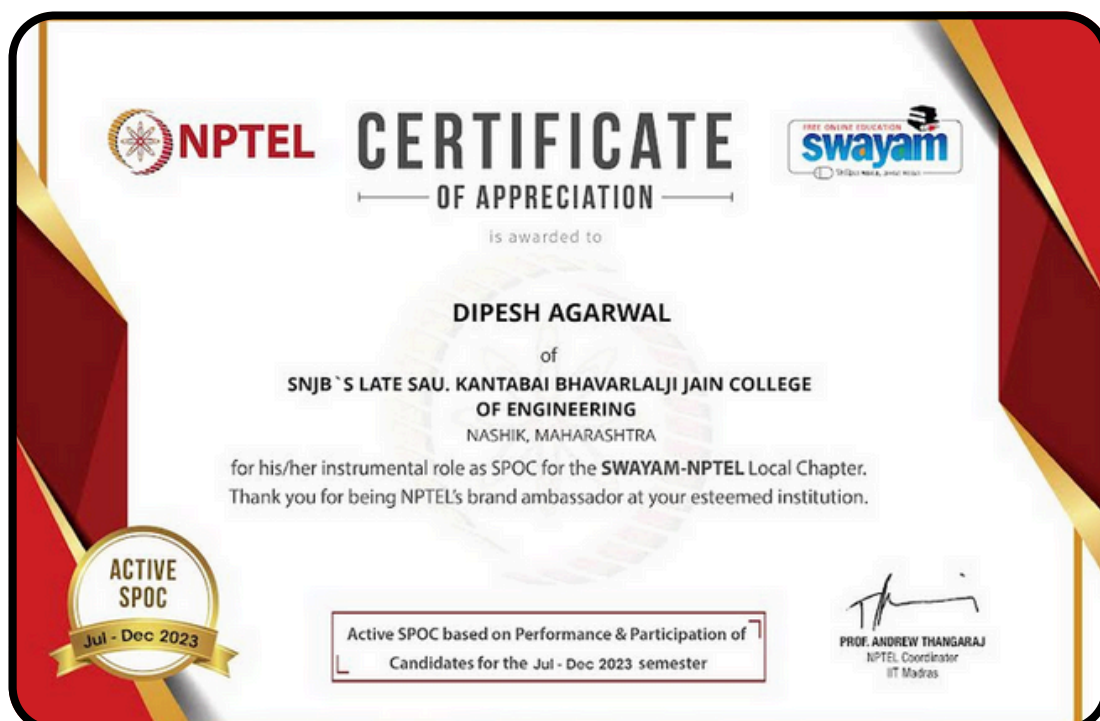 NPTEL
CERTIFICATE
OF APPRECIATION
FREE ONLINE EDUCATION
swayam
is awarded to
DIPESH AGARWAL
of
SNJB`S LATE SAU. KANTABAI BHAVARLALJI JAIN COLLEGE
OF ENGINEERING
NASHIK, MAHARASHTRA
for his/her instrumental role as SPOC for the SWAYAM-NPTEL Local Chapter.
Thank you for being NPTEL's brand ambassador at your esteemed institution.
ACTIVE
SPOC
Jul - Dec 2023
Active SPOC based on Performance & Participation of
Candidates for the Jul - Dec 2023 semester
PROF. ANDREW THANGARAJ
NPTEL Coordinator
IIT Madras